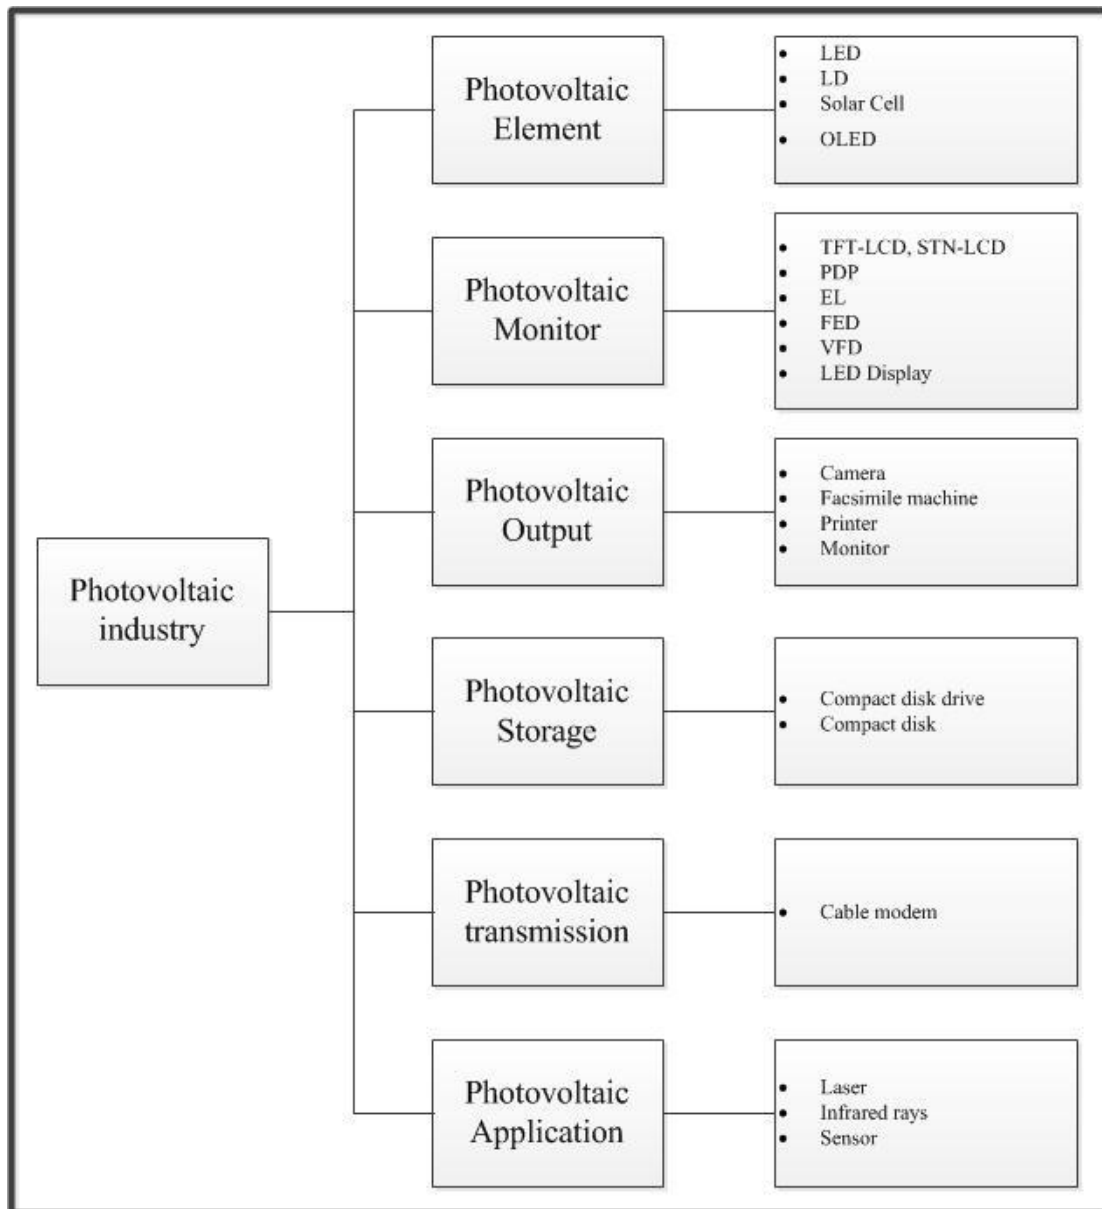 Photovoltaic
industry
Photovoltaic
Element
• LED
• LD
• Solar Cell
• OLED
Photovoltaic
Monitor
• TFT-LCD, STN-LCD
• PDP
• EL
• FED
• VFD
• LED Display
Photovoltaic
Output
• Camera
• Facsimile machine
• Printer
• Monitor
Photovoltaic
Storage
• Compact disk drive
• Compact disk
Photovoltaic
transmission
• Cable modem
Photovoltaic
Application
• Laser
• Infrared rays
• Sensor